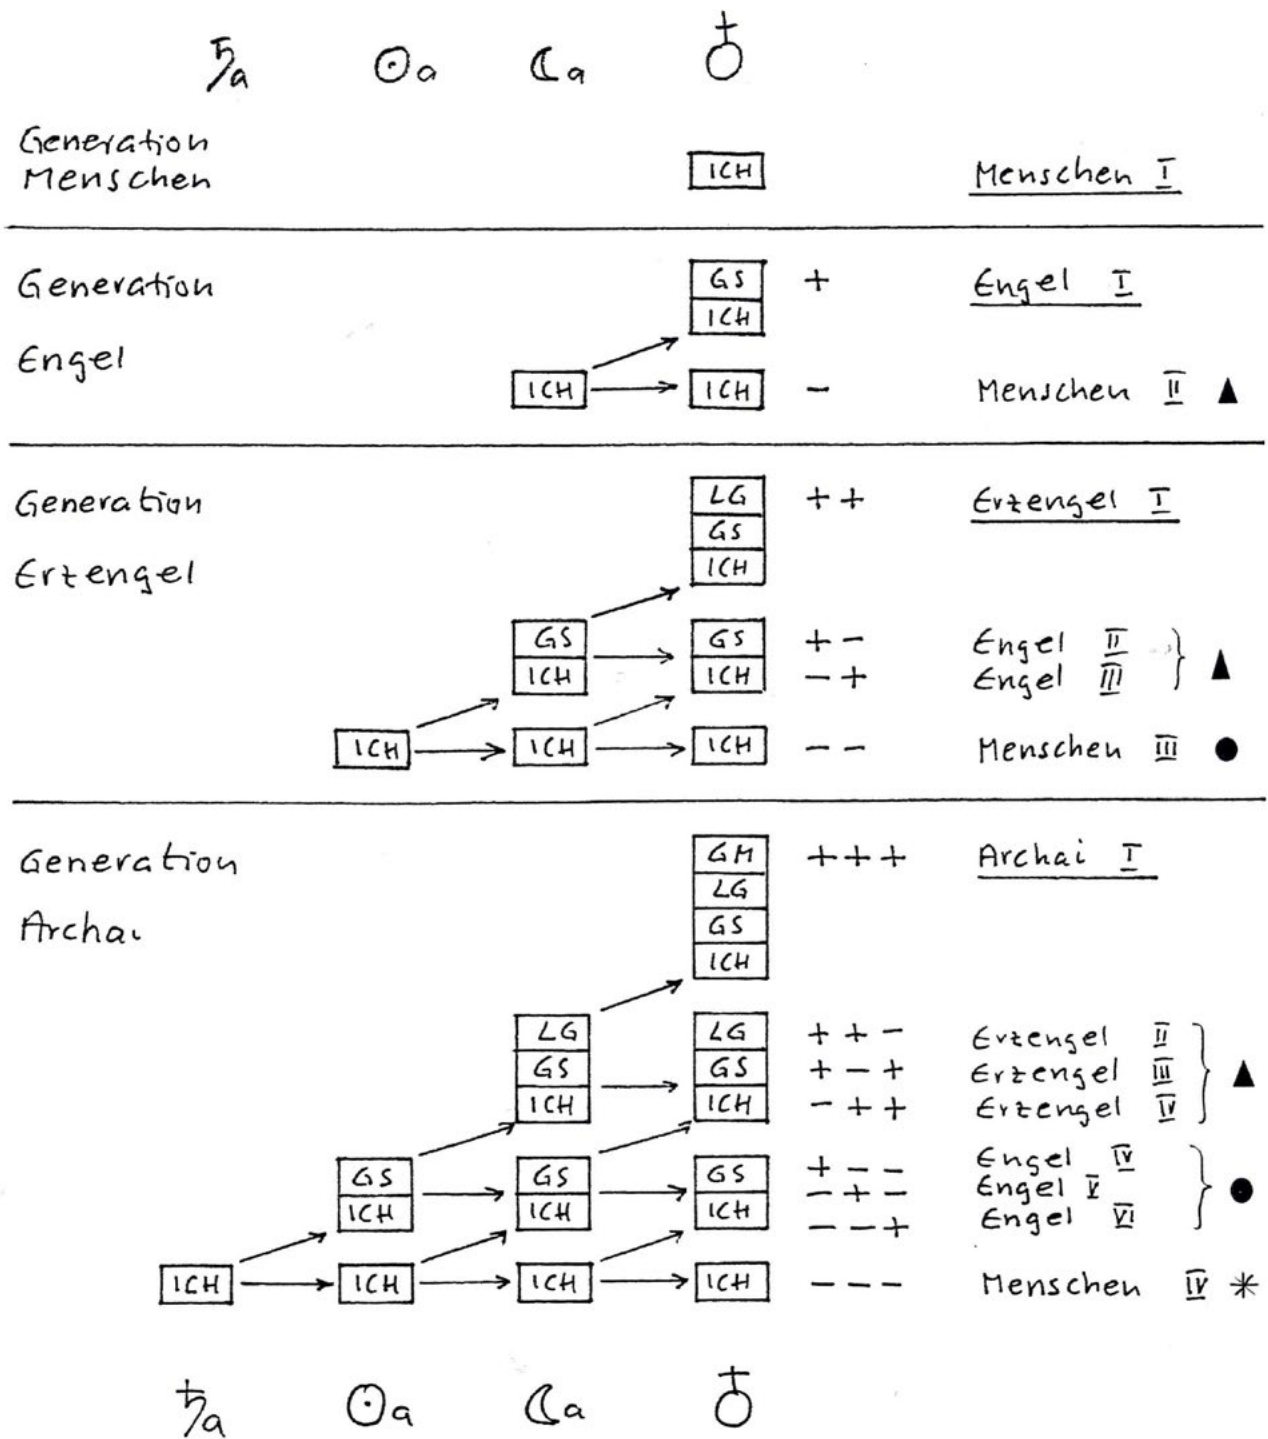 ♄a ☉a ☾a ♁
Generation
Menschen ICH Menschen I
Generation GS + Engel I
ICH
Engel
ICH ICH - Menschen II ▲
Generation LG ++ Erzengel I
GS
Erzengel ICH
GS GS +- Engel II
ICH ICH -+ Engel III } ▲
ICH ICH ICH -- Menschen III ●
Generation GM +++ Archai I
LG
Archai GS
ICH
LG LG ++- Erzengel II
GS GS +-+ Erzengel III } ▲
ICH ICH -++ Erzengel IV
GS GS GS +-- Engel IV
-+- Engel V } ●
ICH ICH ICH --+ Engel VI
ICH ICH ICH ICH --- Menschen IV *
♄a ☉a ☾a ♁